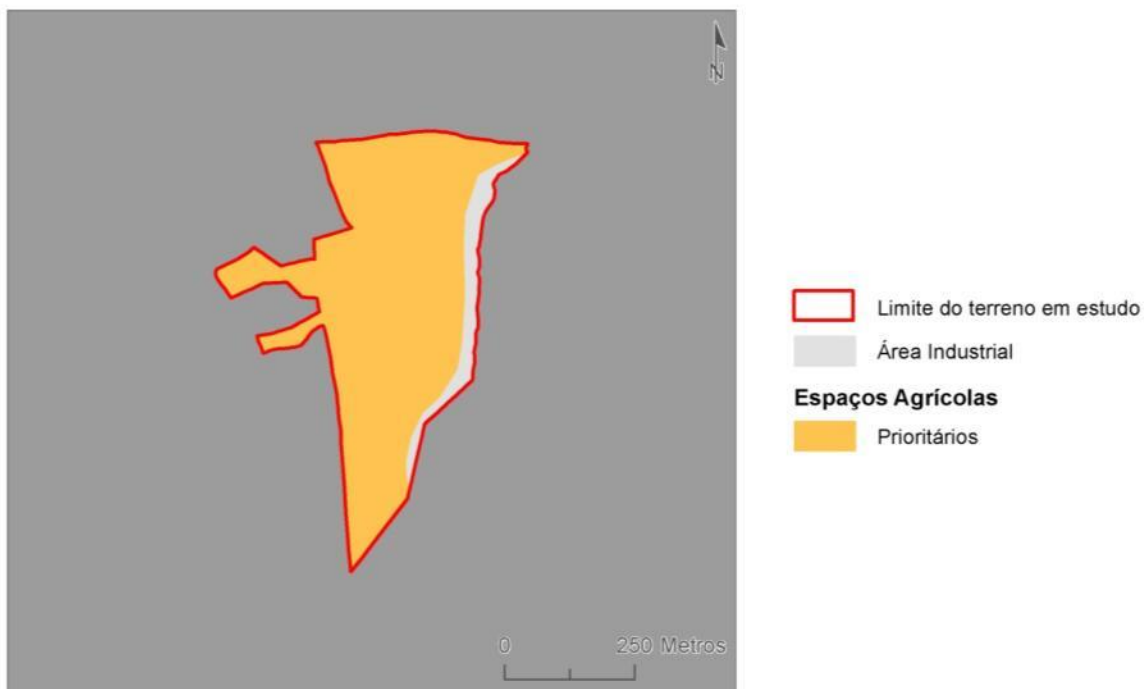 N
0 250 Metros
Limite do terreno em estudo
Área Industrial
Espaços Agrícolas
Prioritários